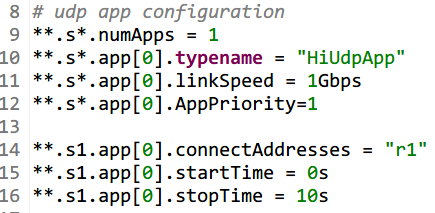 8 # udp app configuration
9 **.s*.numApps = 1
10 **.s*.app[0].typename = "HiUdpApp"
11 **.s*.app[0].linkSpeed = 1Gbps
12 **.s*.app[0].AppPriority=1
13
14 **.s1.app[0].connectAddresses = "r1"
15 **.s1.app[0].startTime = 0s
16 **.s1.app[0].stopTime = 10s